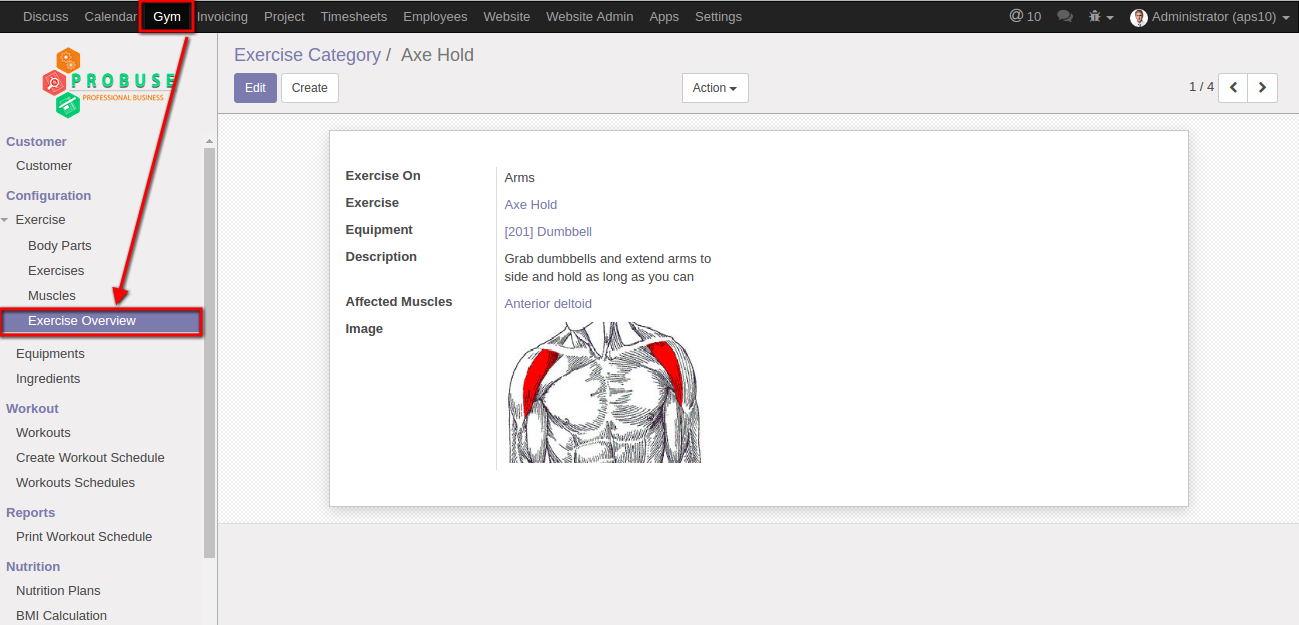 Discuss Calendar Gym Invoicing Project Timesheets Employees Website Website Admin Apps Settings @ 10 Administrator (aps10)
PROBUSE
PROFESSIONAL BUSINESS
Exercise Category / Axe Hold
Edit Create Action 1 / 4
Customer
Customer
Configuration
Exercise
Body Parts
Exercises
Muscles
Exercise Overview
Equipments
Ingredients
Workout
Workouts
Create Workout Schedule
Workouts Schedules
Reports
Print Workout Schedule
Nutrition
Nutrition Plans
BMI Calculation
Exercise On Arms
Exercise Axe Hold
Equipment [201] Dumbbell
Description Grab dumbbells and extend arms to
side and hold as long as you can
Affected Muscles Anterior deltoid
Image